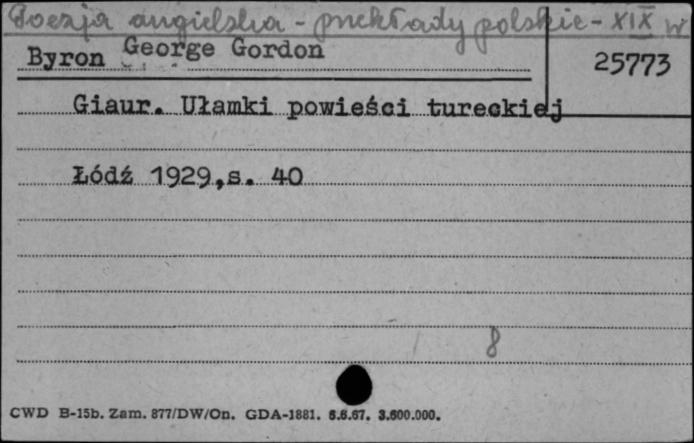 Poezja angielska - przekłady polskie - XIX w
Byron George Gordon 25773
Giaur. Ułamki powieści tureckiej
Łódź 1929,s. 40
8
CWD B-15b. Zam. 877/DW/On. GDA-1881. 6.6.67. 3.600.000.